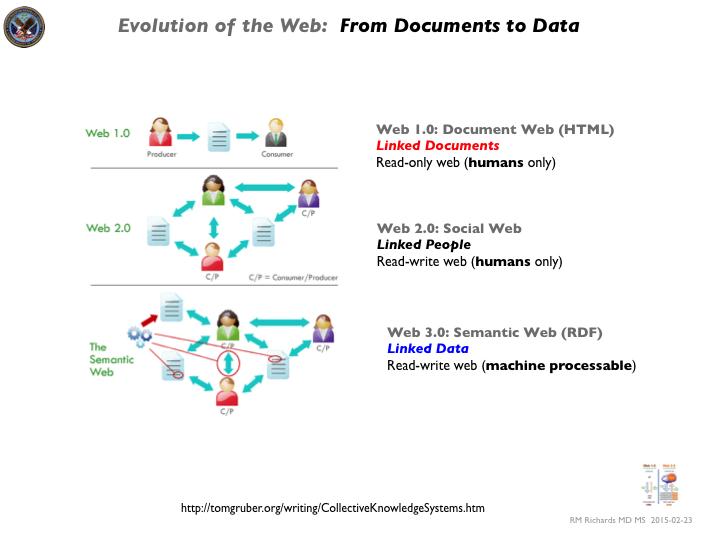 Evolution of the Web: From Documents to Data
Web 1.0
Producer
Consumer
Web 1.0: Document Web (HTML)
Linked Documents
Read-only web (humans only)
Web 2.0
C/P
C/P
C/P = Consumer/Producer
Web 2.0: Social Web
Linked People
Read-write web (humans only)
The
Semantic
Web
C/P
C/P
C/P
Web 3.0: Semantic Web (RDF)
Linked Data
Read-write web (machine processable)
http://tomgruber.org/writing/CollectiveKnowledgeSystems.htm
RM Richards MD MS 2015-02-23